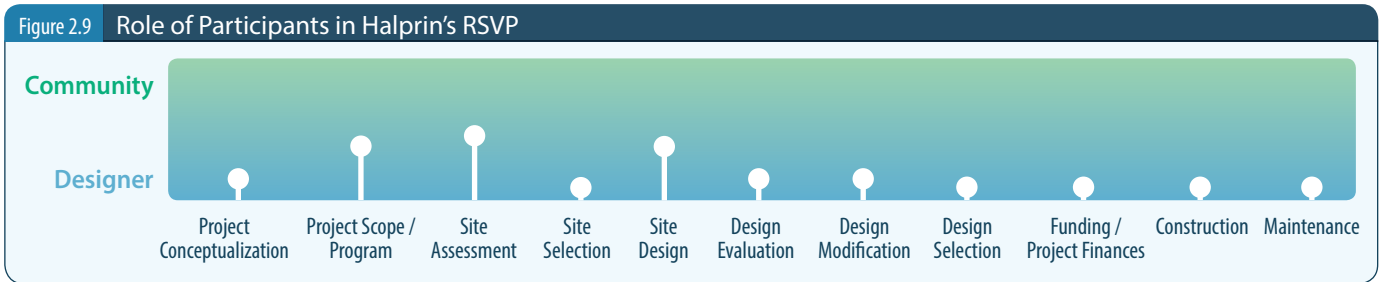 Figure 2.9 Role of Participants in Halprin’s RSVP
Community
Designer
Project
Conceptualization
Project Scope /
Program
Site
Assessment
Site
Selection
Site
Design
Design
Evaluation
Design
Modification
Design
Selection
Funding /
Project Finances
Construction
Maintenance